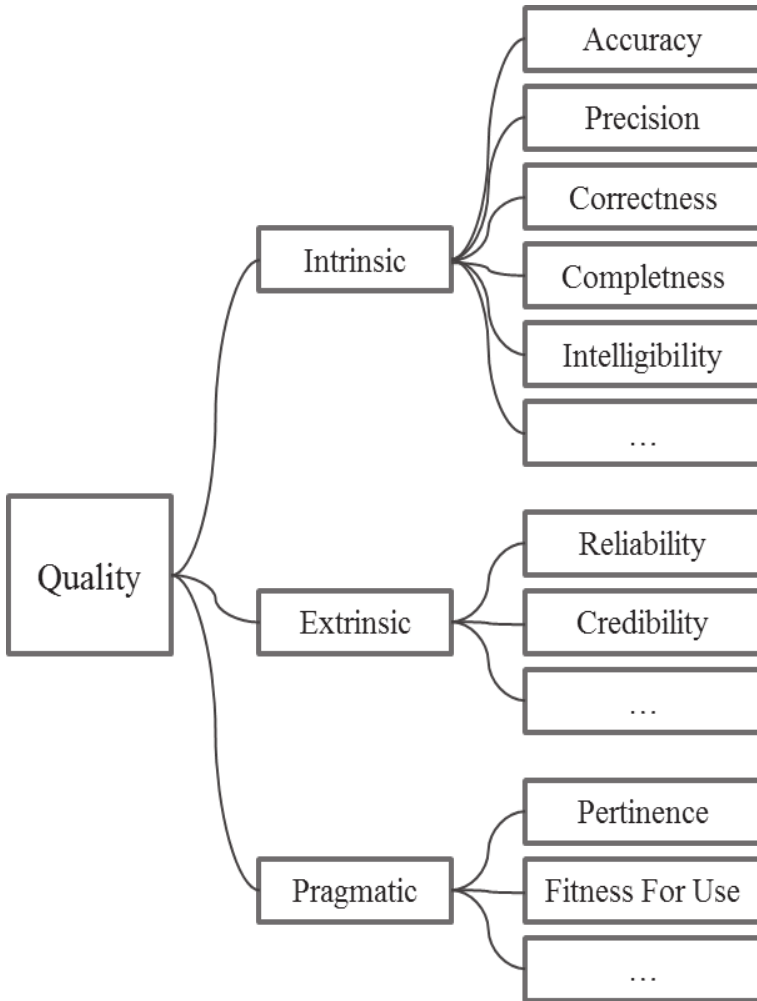 Quality
Intrinsic
Accuracy
Precision
Correctness
Completness
Intelligibility
…
Extrinsic
Reliability
Credibility
…
Pragmatic
Pertinence
Fitness For Use
…